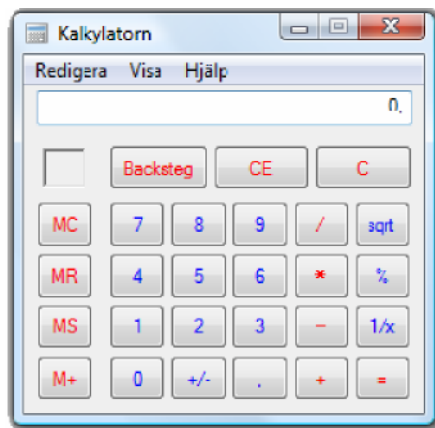 Kalkylatorn
Redigera Visa Hjälp
0,
Backsteg CE C
MC 7 8 9 / sqrt
MR 4 5 6 * %
MS 1 2 3 - 1/x
M+ 0 +/- , + =